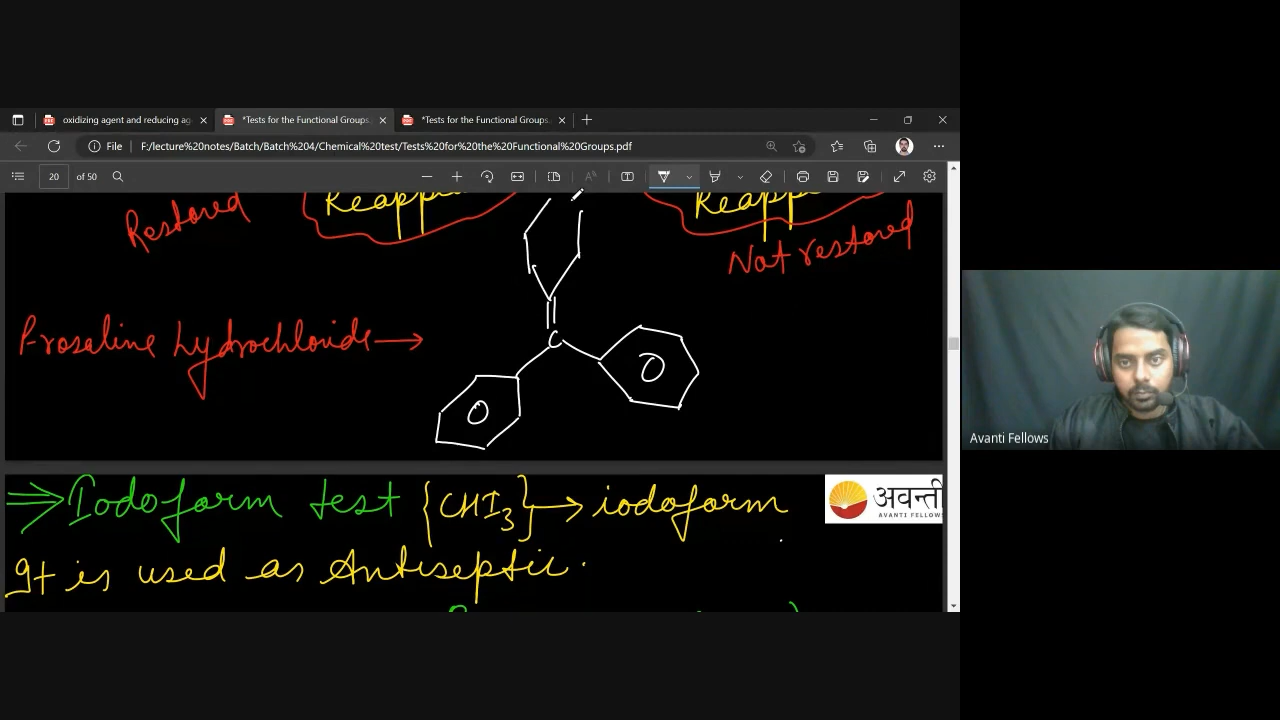 oxidizing agent and reducing ag
*Tests for the Functional Groups.
*Tests for the Functional Groups.
File F:/lecture%20notes/Batch/Batch%204/Chemical%20test/Tests%20for%20the%20Functional%20Groups.pdf
20 of 50
Reapp Reapp
Restored Not restored
P-rosaline hydrochloride →
C
⇒ Iodoform test {CHI3} → iodoform
अवन्ती
AVANTI FELLOWS
It is used as Antiseptic.
Avanti Fellows